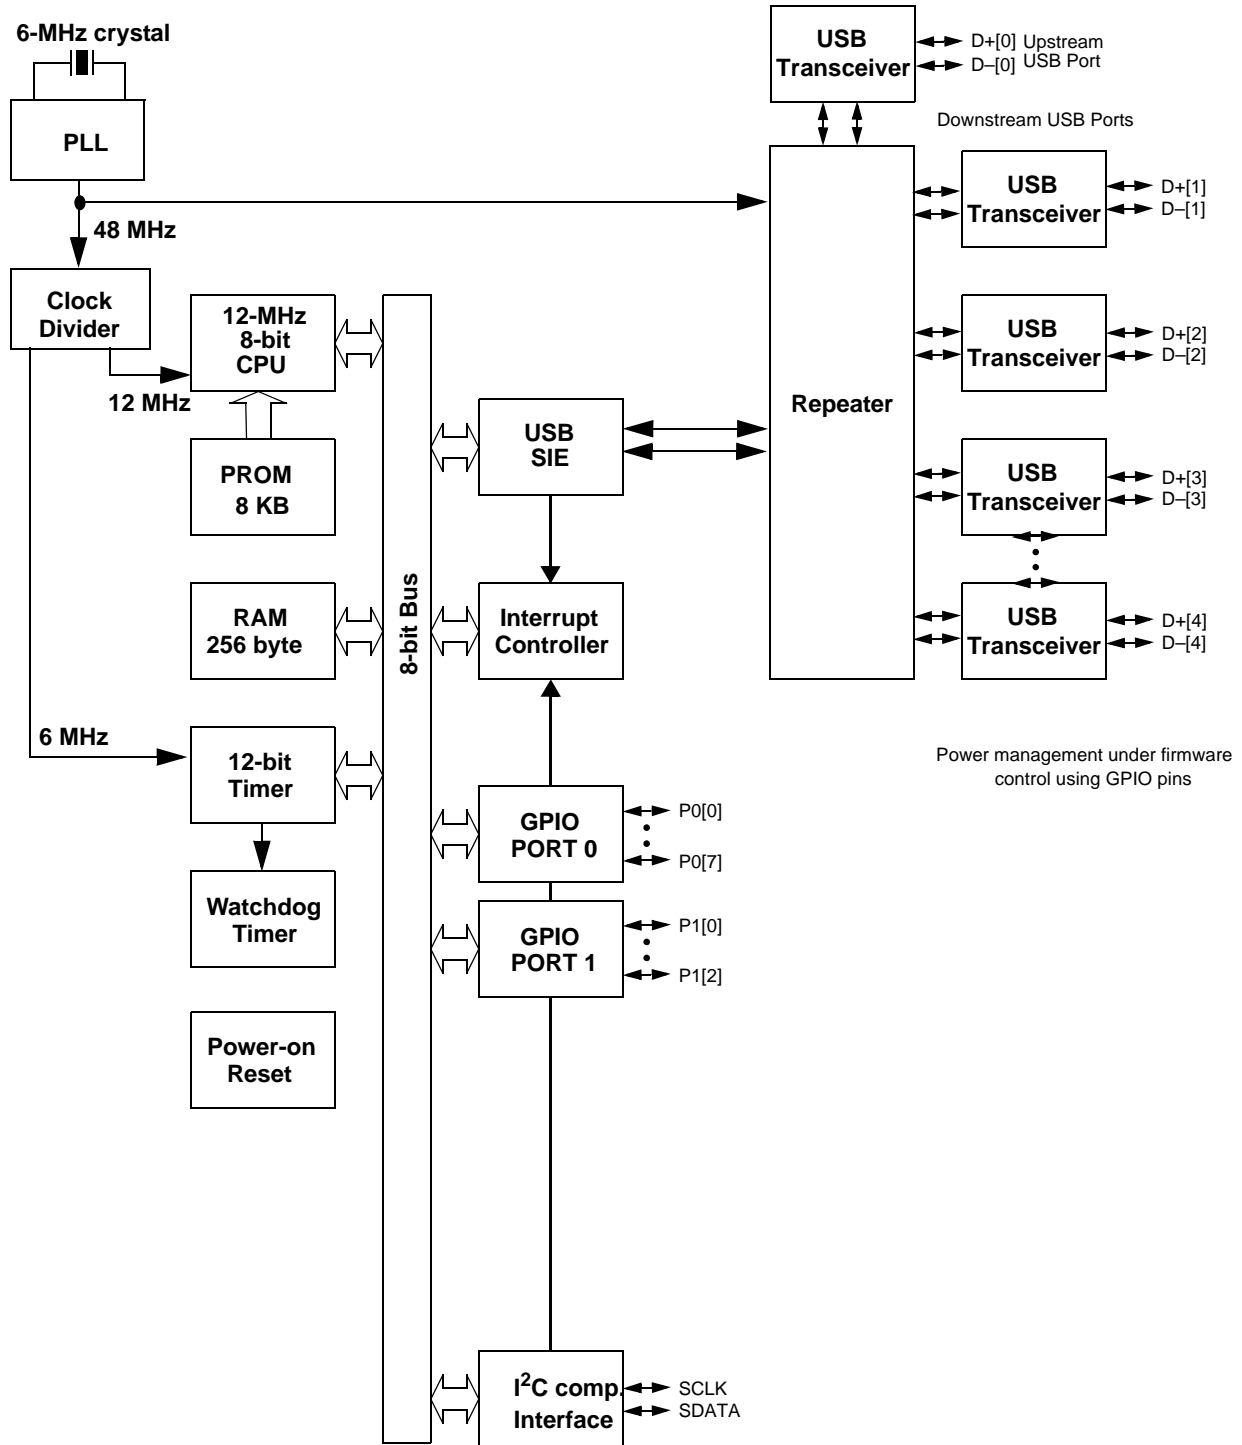 6-MHz crystal
PLL
48 MHz
Clock
Divider
12 MHz
6 MHz
12-MHz
8-bit
CPU
PROM
8 KB
RAM
256 byte
12-bit
Timer
Watchdog
Timer
Power-on
Reset
8-bit Bus
USB
SIE
Interrupt
Controller
GPIO
PORT 0
P0[0]
P0[7]
GPIO
PORT 1
P1[0]
P1[2]
I²C comp.
Interface
SCLK
SDATA
USB
Transceiver
D+[0] Upstream
D–[0] USB Port
Downstream USB Ports
Repeater
USB
Transceiver
D+[1]
D–[1]
USB
Transceiver
D+[2]
D–[2]
USB
Transceiver
D+[3]
D–[3]
USB
Transceiver
D+[4]
D–[4]
Power management under firmware
control using GPIO pins